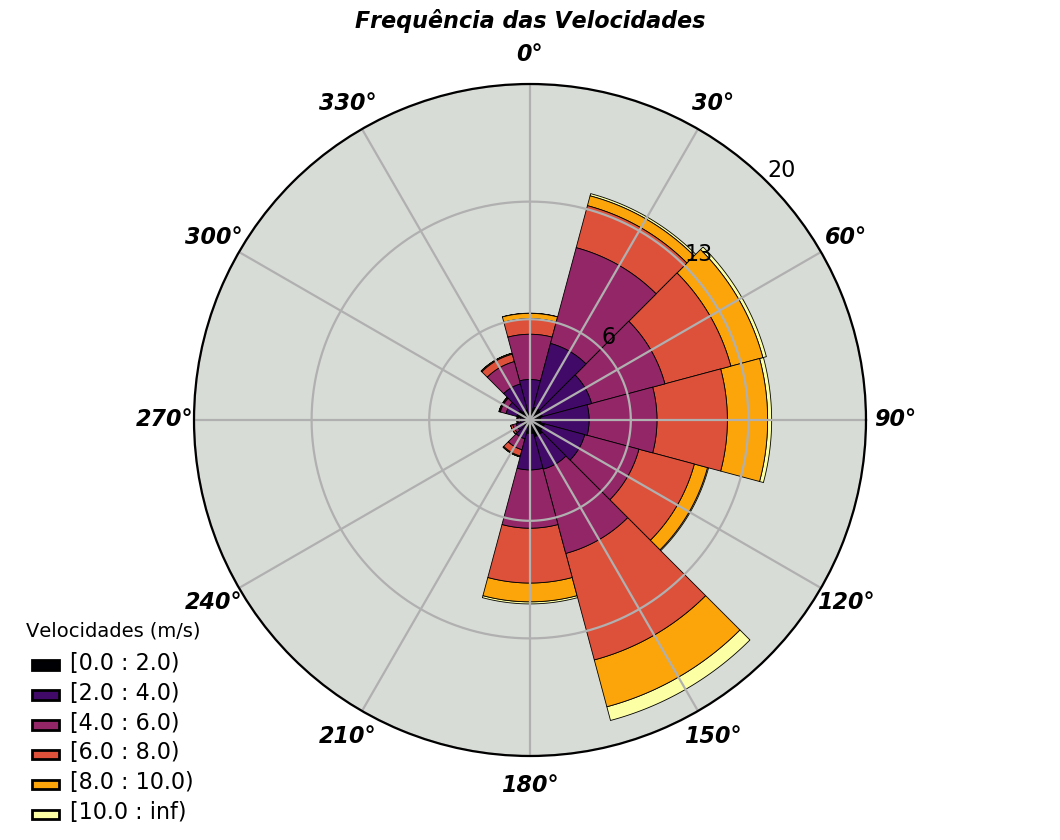 Frequência das Velocidades
0°
330°
30°
20
300°
60°
13
6
270°
90°
240°
120°
210°
150°
180°
Velocidades (m/s)
[0.0 : 2.0)
[2.0 : 4.0)
[4.0 : 6.0)
[6.0 : 8.0)
[8.0 : 10.0)
[10.0 : inf)